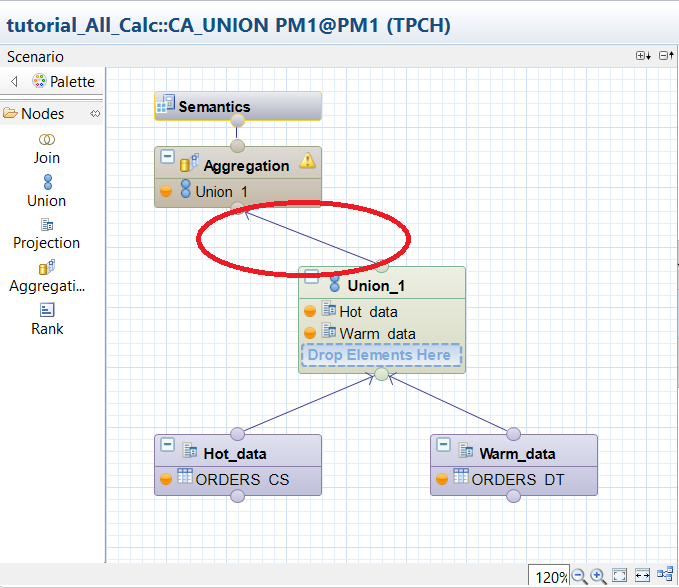 tutorial_All_Calc::CA_UNION PM1@PM1 (TPCH)
Scenario
Palette
Nodes
Join
Union
Projection
Aggregati...
Rank
Semantics
Aggregation
Union_1
Union_1
Hot_data
Warm_data
Drop Elements Here
Hot_data
ORDERS_CS
Warm_data
ORDERS_DT
120%